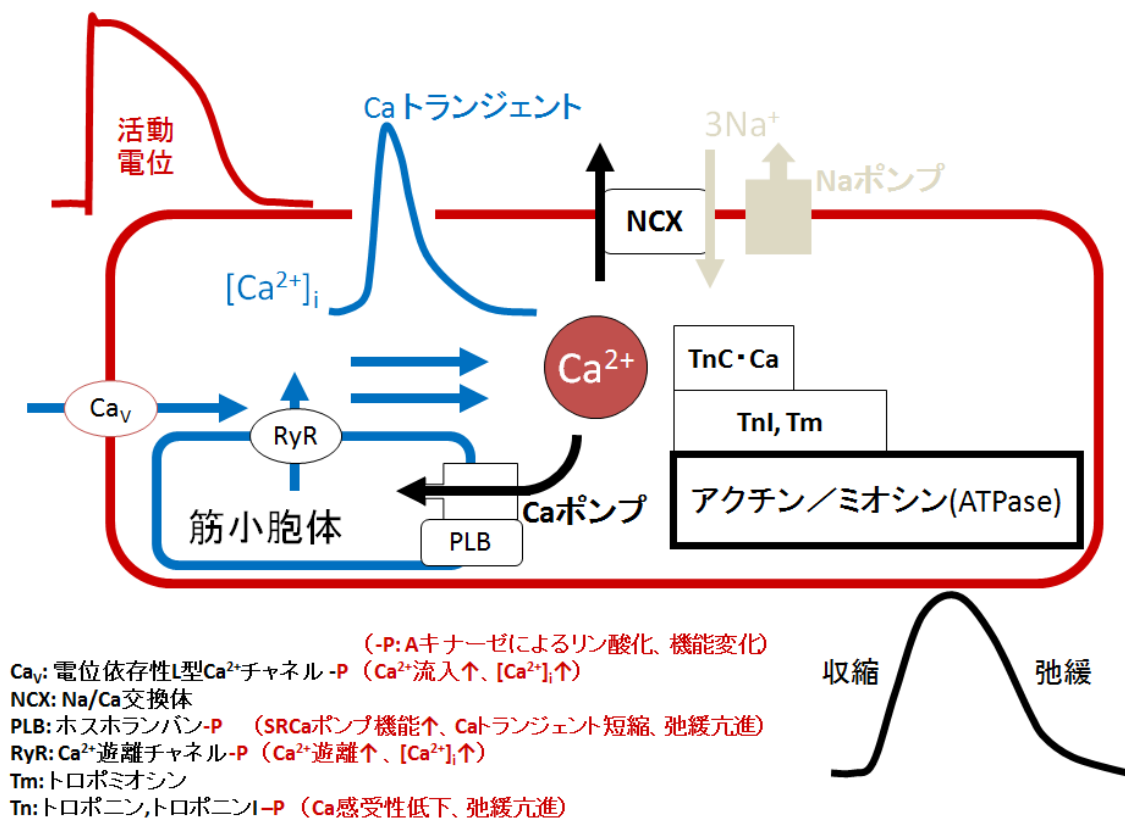 活動
電位
Ca トランジェント
3Na⁺
Naポンプ
NCX
[Ca²⁺]ᵢ
Ca²⁺
TnC・Ca
TnI, Tm
アクチン／ミオシン(ATPase)
Caᵥ
RyR
筋小胞体
Caポンプ
PLB
(-P: Aキナーゼによるリン酸化、機能変化)
Caᵥ: 電位依存性L型Ca²⁺チャネル -P (Ca²⁺流入↑、[Ca²⁺]ᵢ↑)
NCX: Na/Ca交換体
PLB: ホスホランバン-P (SRCaポンプ機能↑、Caトランジェント短縮、弛緩亢進)
RyR: Ca²⁺遊離チャネル-P (Ca²⁺遊離↑、[Ca²⁺]ᵢ↑)
Tm:トロポミオシン
Tn:トロポニン,トロポニンI –P (Ca感受性低下、弛緩亢進)
収縮
弛緩